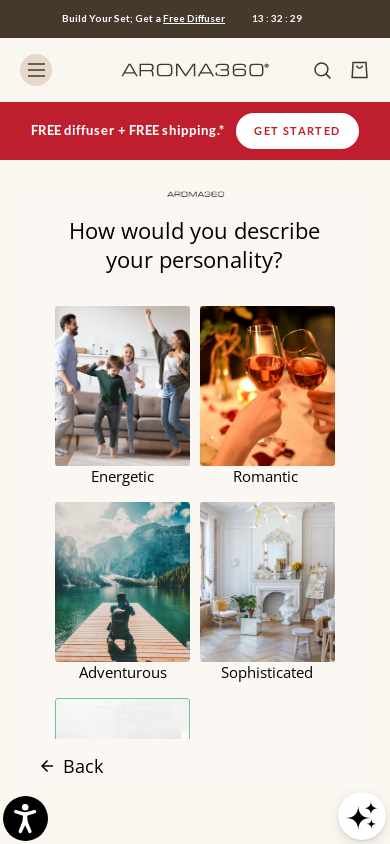 Build Your Set; Get a Free Diffuser 13 : 32 : 29
AROMA360®
FREE diffuser + FREE shipping.* GET STARTED
AROMA360
How would you describe
your personality?
Energetic
Romantic
Adventurous
Sophisticated
← Back